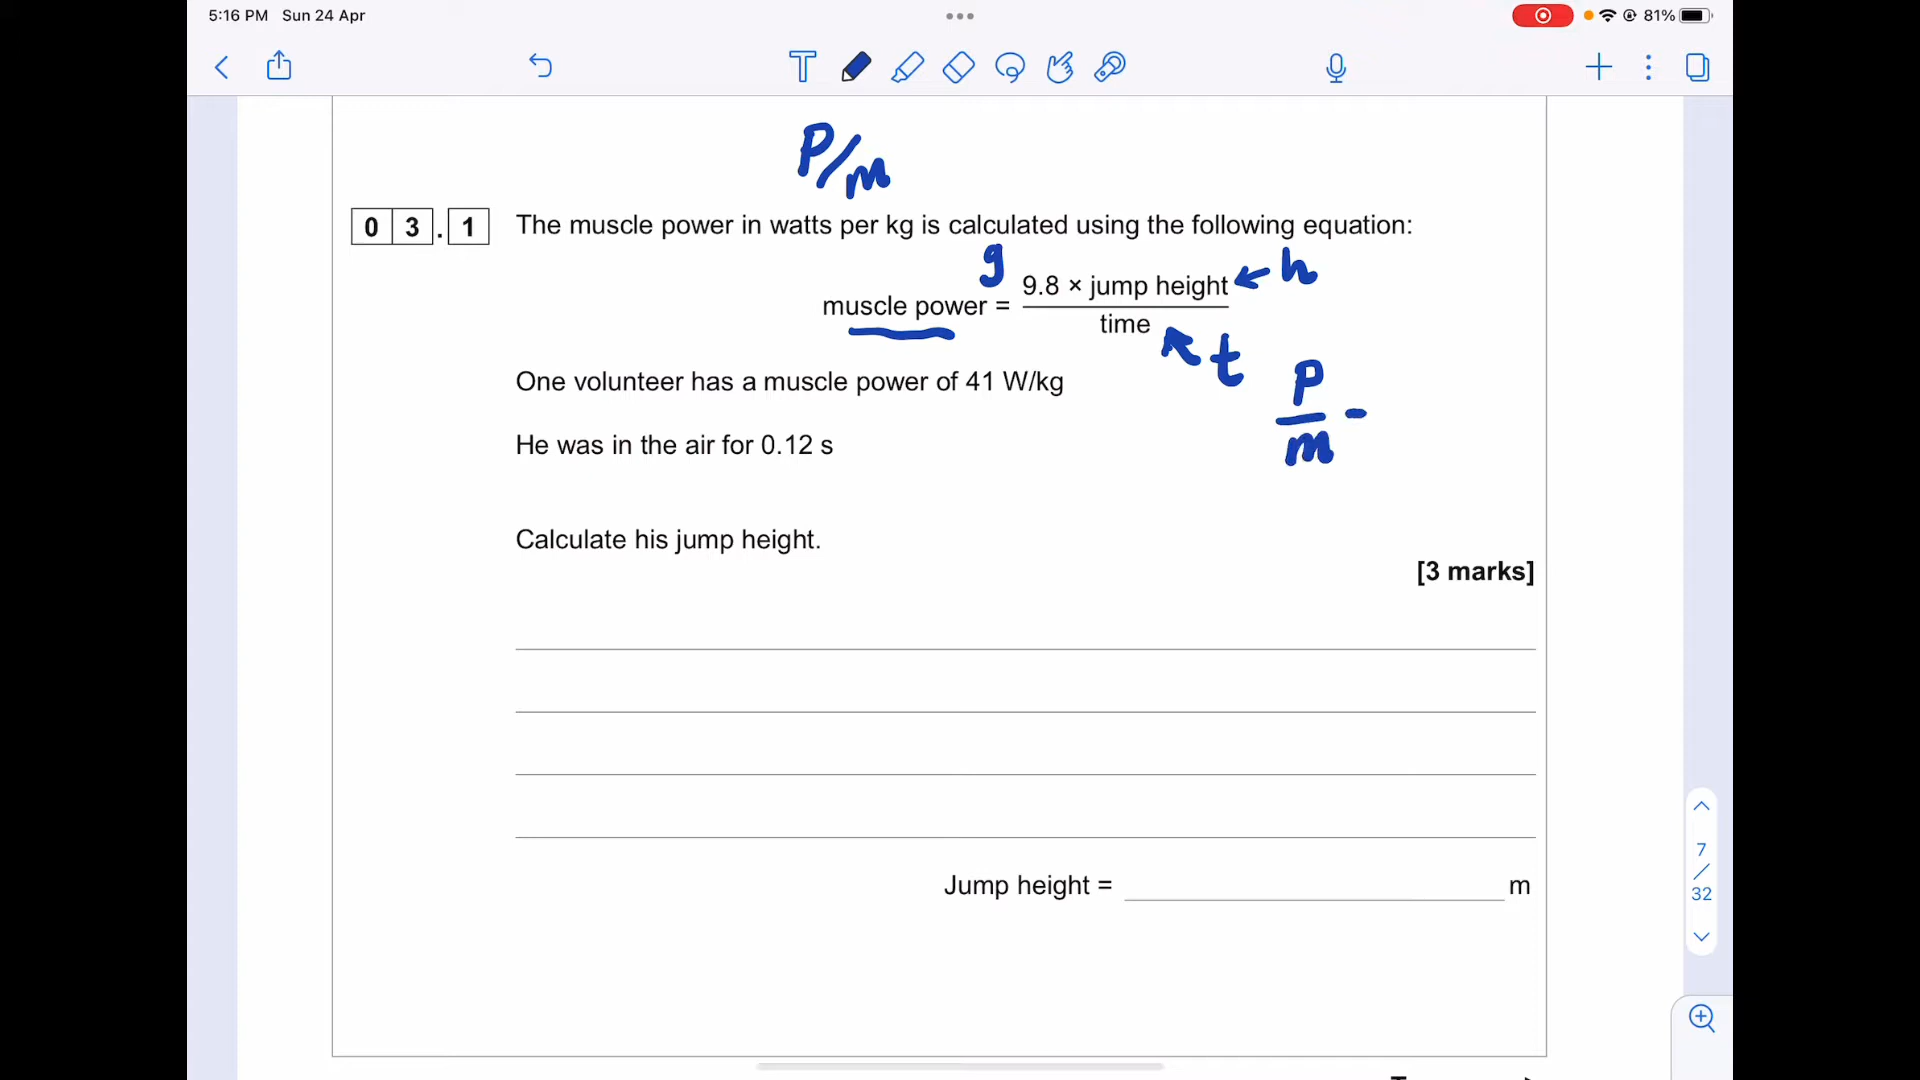 5:16 PM Sun 24 Apr
81%
T
P/m
0 3 . 1 The muscle power in watts per kg is calculated using the following equation:
g
muscle power = 9.8 × jump height ← h
time
t
One volunteer has a muscle power of 41 W/kg
P
m
-
He was in the air for 0.12 s
Calculate his jump height.
[3 marks]
Jump height = m
7
/
32